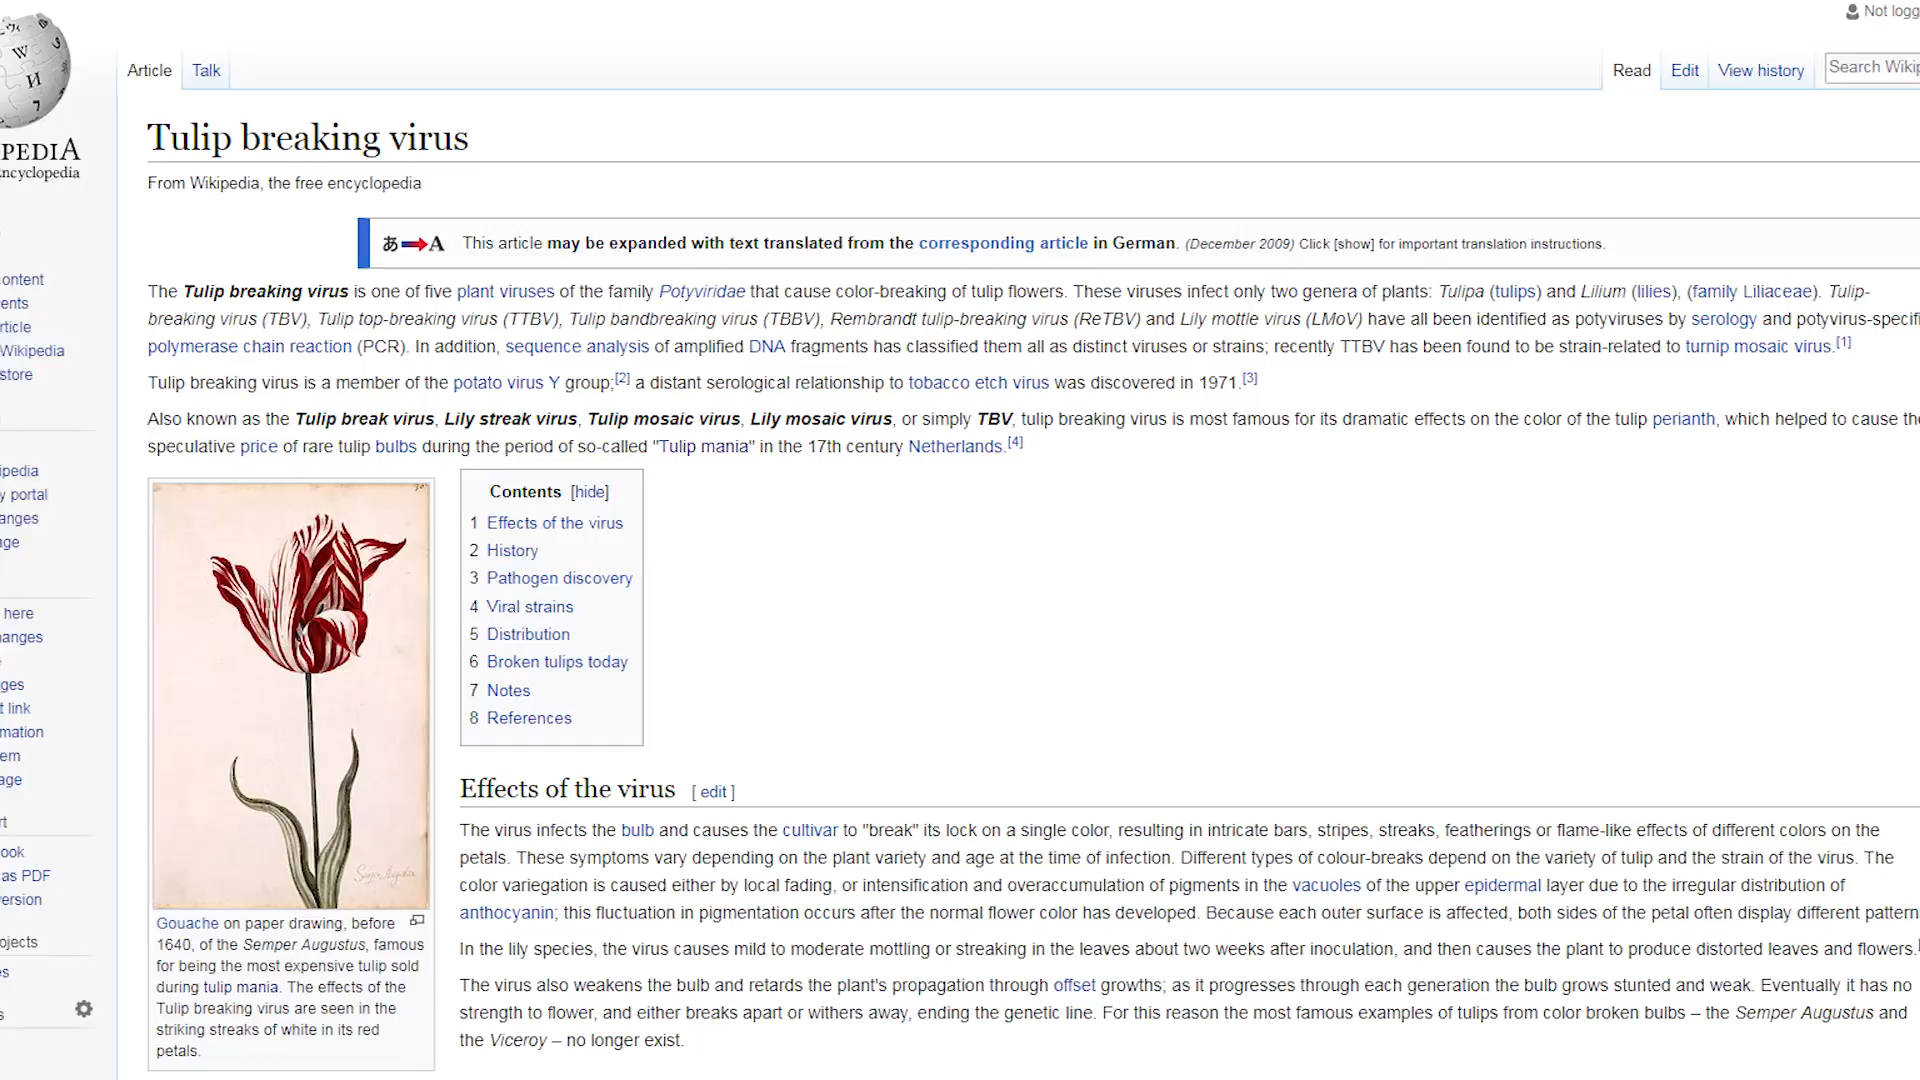 Not logg
Article Talk Read Edit View history Search Wikip
PEDIA
ncyclopedia
Tulip breaking virus
From Wikipedia, the free encyclopedia
あ A This article may be expanded with text translated from the corresponding article in German. (December 2009) Click [show] for important translation instructions.
The Tulip breaking virus is one of five plant viruses of the family Potyviridae that cause color-breaking of tulip flowers. These viruses infect only two genera of plants: Tulipa (tulips) and Lilium (lilies), (family Liliaceae). Tulip-
breaking virus (TBV), Tulip top-breaking virus (TTBV), Tulip bandbreaking virus (TBBV), Rembrandt tulip-breaking virus (ReTBV) and Lily mottle virus (LMoV) have all been identified as potyviruses by serology and potyvirus-specifi
polymerase chain reaction (PCR). In addition, sequence analysis of amplified DNA fragments has classified them all as distinct viruses or strains; recently TTBV has been found to be strain-related to turnip mosaic virus.[1]
Tulip breaking virus is a member of the potato virus Y group;[2] a distant serological relationship to tobacco etch virus was discovered in 1971.[3]
Also known as the Tulip break virus, Lily streak virus, Tulip mosaic virus, Lily mosaic virus, or simply TBV, tulip breaking virus is most famous for its dramatic effects on the color of the tulip perianth, which helped to cause the
speculative price of rare tulip bulbs during the period of so-called "Tulip mania" in the 17th century Netherlands.[4]
ontent
ents
rticle
Wikipedia
store
ipedia
y portal
anges
age
here
hanges
ges
t link
mation
em
age
rt
ook
as PDF
version
ojects
s
s
Contents [hide]
1 Effects of the virus
2 History
3 Pathogen discovery
4 Viral strains
5 Distribution
6 Broken tulips today
7 Notes
8 References
Semper Augustus
Gouache on paper drawing, before
1640, of the Semper Augustus, famous
for being the most expensive tulip sold
during tulip mania. The effects of the
Tulip breaking virus are seen in the
striking streaks of white in its red
petals.
Effects of the virus [ edit ]
The virus infects the bulb and causes the cultivar to "break" its lock on a single color, resulting in intricate bars, stripes, streaks, featherings or flame-like effects of different colors on the
petals. These symptoms vary depending on the plant variety and age at the time of infection. Different types of colour-breaks depend on the variety of tulip and the strain of the virus. The
color variegation is caused either by local fading, or intensification and overaccumulation of pigments in the vacuoles of the upper epidermal layer due to the irregular distribution of
anthocyanin; this fluctuation in pigmentation occurs after the normal flower color has developed. Because each outer surface is affected, both sides of the petal often display different pattern
In the lily species, the virus causes mild to moderate mottling or streaking in the leaves about two weeks after inoculation, and then causes the plant to produce distorted leaves and flowers.
The virus also weakens the bulb and retards the plant's propagation through offset growths; as it progresses through each generation the bulb grows stunted and weak. Eventually it has no
strength to flower, and either breaks apart or withers away, ending the genetic line. For this reason the most famous examples of tulips from color broken bulbs – the Semper Augustus and
the Viceroy – no longer exist.